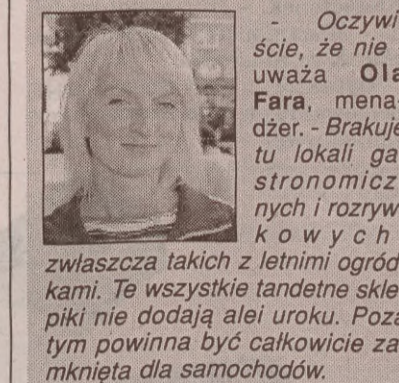 - Oczywi
ście, że nie -
uważa Ola
Fara, mena-
dżer. - Brakuje
tu lokali ga
stronomicz
nych i rozryw
kowych
zwłaszcza takich z letnimi ogród
kami. Te wszystkie tandetne skle
piki nie dodają alei uroku. Poza
tym powinna być całkowicie za
mknięta dla samochodów.